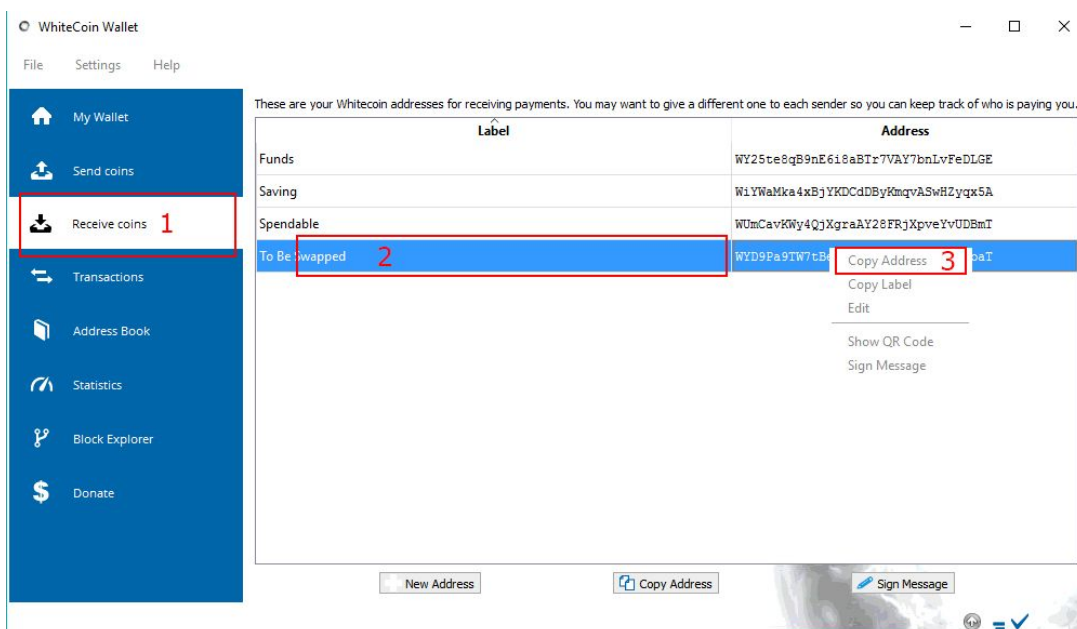 WhiteCoin Wallet
File Settings Help
These are your Whitecoin addresses for receiving payments. You may want to give a different one to each sender so you can keep track of who is paying you.
My Wallet
Send coins
Receive coins 1
Transactions
Address Book
Statistics
Block Explorer
Donate
Label Address
Funds WY25te8qB9nE6i8aBTr7VAY7bnLvFeDLGE
Saving WiYWaMka4xBjYKDCdDByKmqvASwHZyqx5A
Spendable WUmCavKWy4QjXgraAY28FRjXpveYvUDBmT
To Be Swapped 2
Copy Address 3
Copy Label
Edit
Show QR Code
Sign Message
New Address Copy Address Sign Message